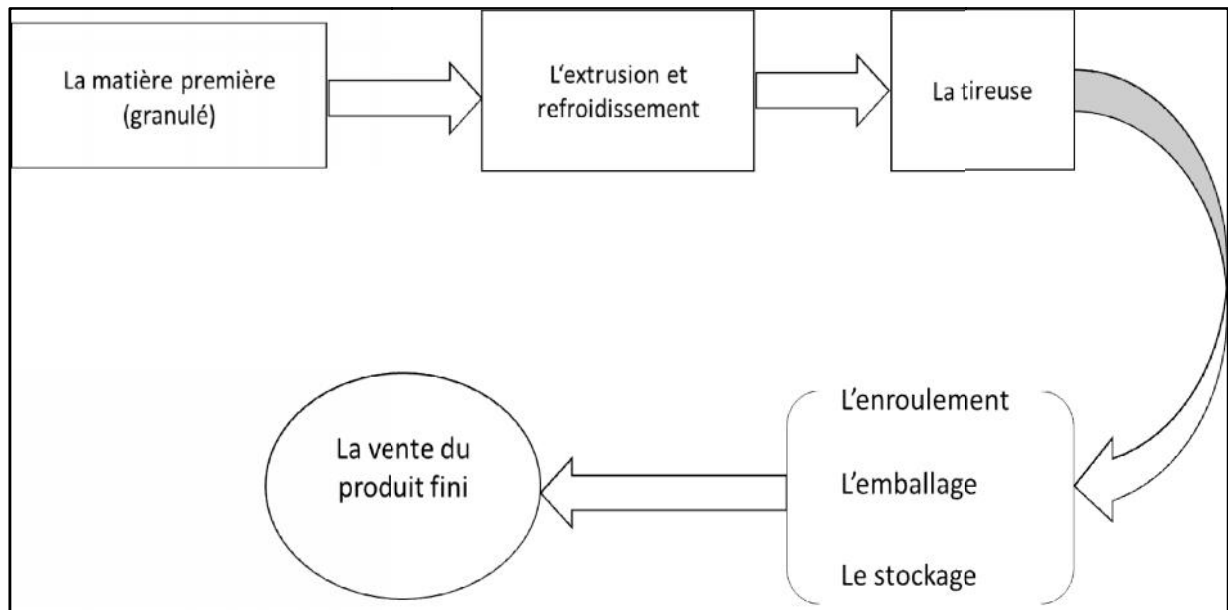 La matière première
(granulé)
L'extrusion et
refroidissement
La tireuse
L'enroulement
L'emballage
Le stockage
La vente du
produit fini